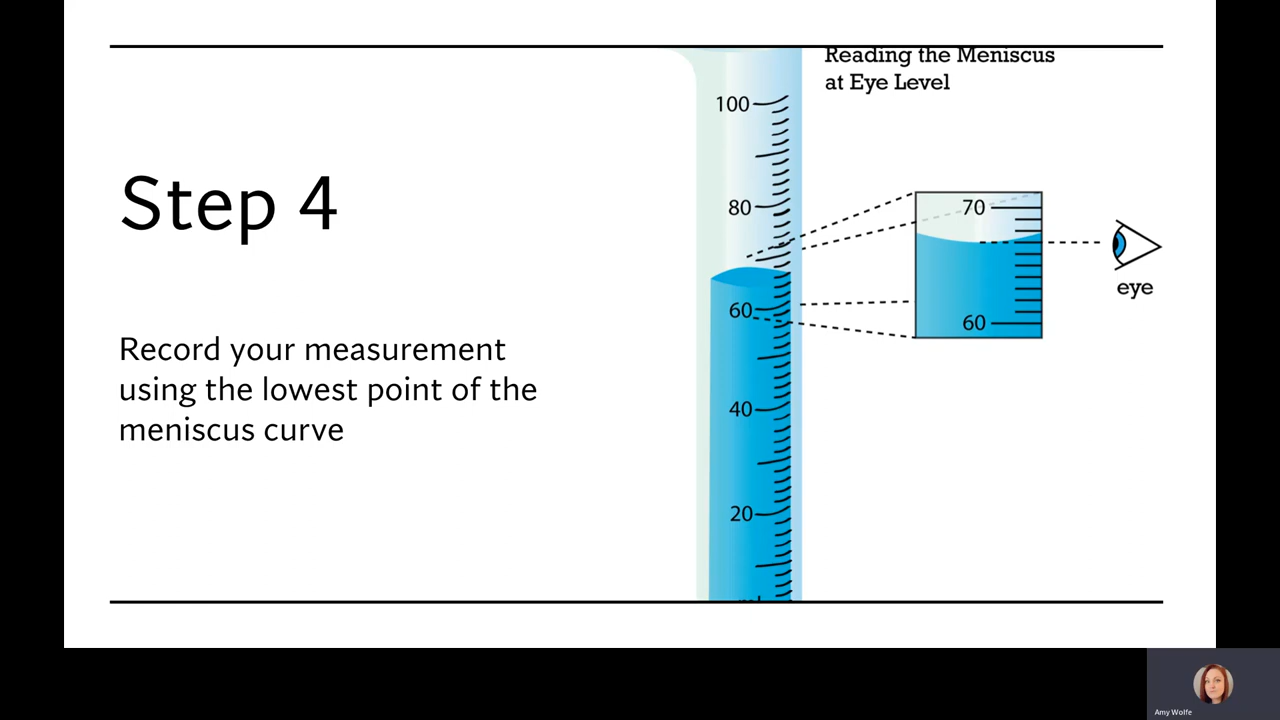 Reading the Meniscus
at Eye Level
Step 4
Record your measurement
using the lowest point of the
meniscus curve
100
80
60
40
20
70
60
eye
Amy Wolfe